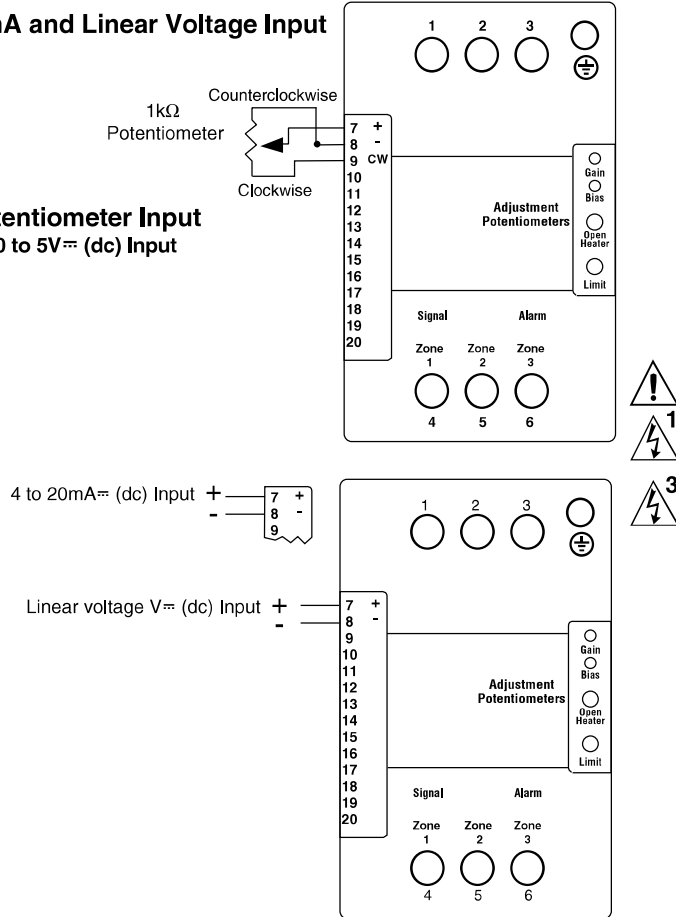 nA and Linear Voltage Input
1 2 3
Counterclockwise
1kΩ
Potentiometer
Clockwise
7 +
8 -
9 CW
10
11
12
13
14
15
16
17
18
19
20
Gain
Bias
Adjustment
Potentiometers
Open
Heater
Limit
tentiometer Input
0 to 5V⎓ (dc) Input
Signal Alarm
Zone Zone Zone
1 2 3
4 5 6
1
3
4 to 20mA⎓ (dc) Input + -
7 +
8 -
9
1 2 3
Linear voltage V⎓ (dc) Input + -
7 +
8 -
9
10
11
12
13
14
15
16
17
18
19
20
Gain
Bias
Adjustment
Potentiometers
Open
Heater
Limit
Signal Alarm
Zone Zone Zone
1 2 3
4 5 6